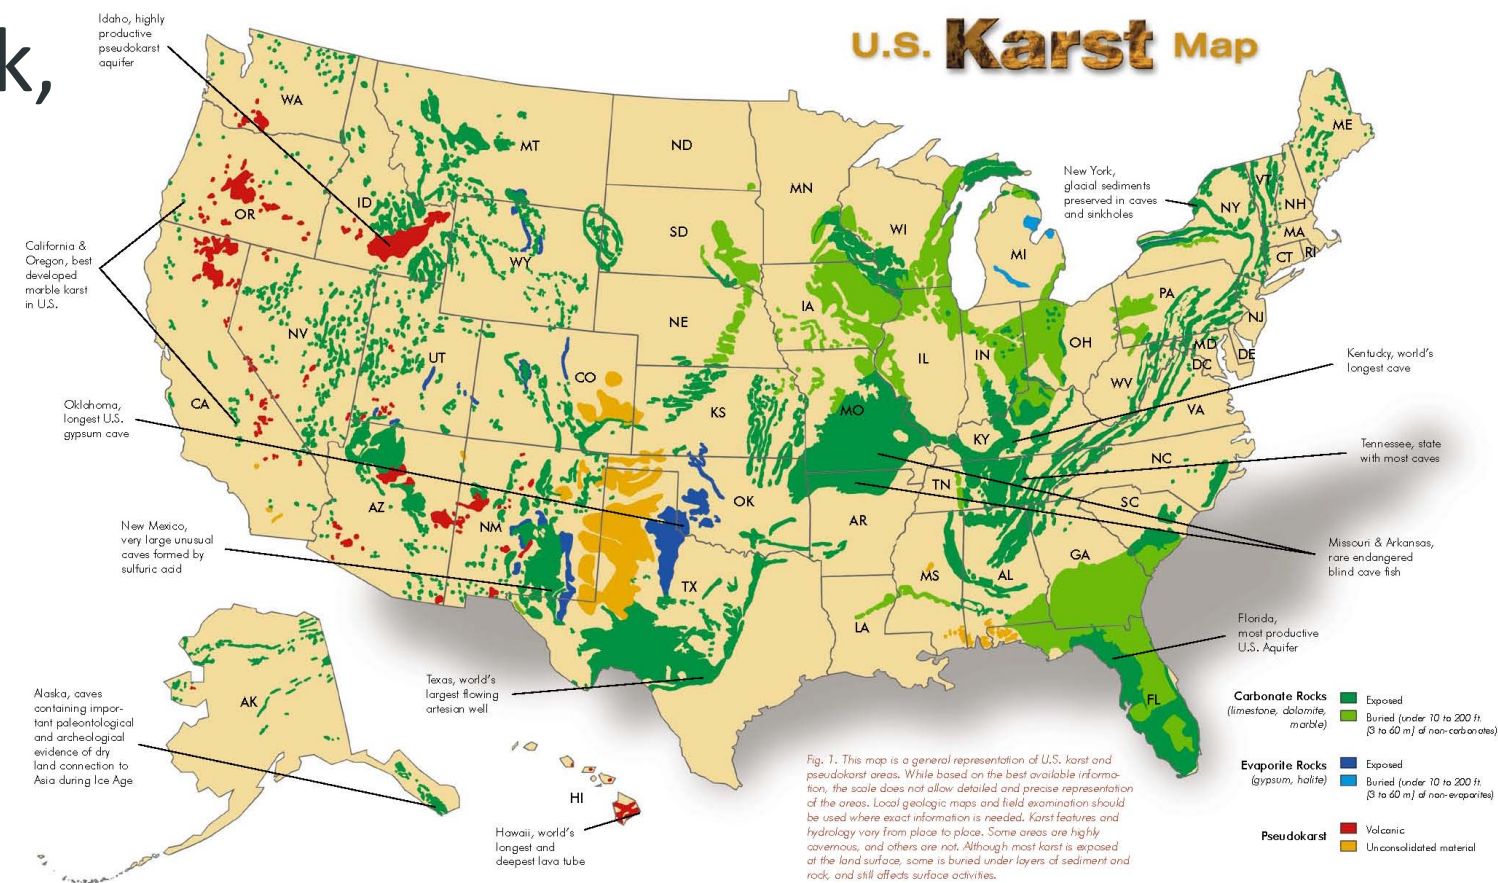 k,
U.S. Karst Map
Idaho, highly
productive
pseudokarst
aquifer
California &
Oregon, best
developed
marble karst
in U.S.
Oklahoma,
longest U.S.
gypsum cave
New Mexico,
very large unusual
caves formed by
sulfuric acid
Alaska, caves
containing impor-
tant paleontological
and archeological
evidence of dry
land connection to
Asia during Ice Age
Texas, world's
largest flowing
artesian well
Hawaii, world's
longest and
deepest lava tube
New York,
glacial sediments
preserved in caves
and sinkholes
Kentucky, world's
longest cave
Tennessee, state
with most caves
Missouri & Arkansas,
rare endangered
blind cave fish
Florida,
most productive
U.S. Aquifer
WA
OR
ID
MT
ND
MN
SD
WY
WI
MI
NY
VT
NH
ME
MA
CT
RI
NV
UT
CA
CO
NE
IA
IL
IN
OH
PA
NJ
MD
DC
DE
WV
VA
KS
MO
KY
NC
TN
SC
AZ
NM
OK
AR
TX
LA
MS
AL
GA
FL
AK
HI
Carbonate Rocks
(limestone, dolomite,
marble)
Exposed
Buried (under 10 to 200 ft.
[3 to 60 m] of non-carbonates)
Evaporite Rocks
(gypsum, halite)
Exposed
Buried (under 10 to 200 ft.
[3 to 60 m] of non-evaporites)
Pseudokarst
Volcanic
Unconsolidated material
Fig. 1. This map is a general representation of U.S. karst and
pseudokarst areas. While based on the best available informa-
tion, the scale does not allow detailed and precise representation
of the areas. Local geologic maps and field examination should
be used where exact information is needed. Karst features and
hydrology vary from place to place. Some areas are highly
cavernous, and others are not. Although most karst is exposed
at the land surface, some is buried under layers of sediment and
rock, and still affects surface activities.